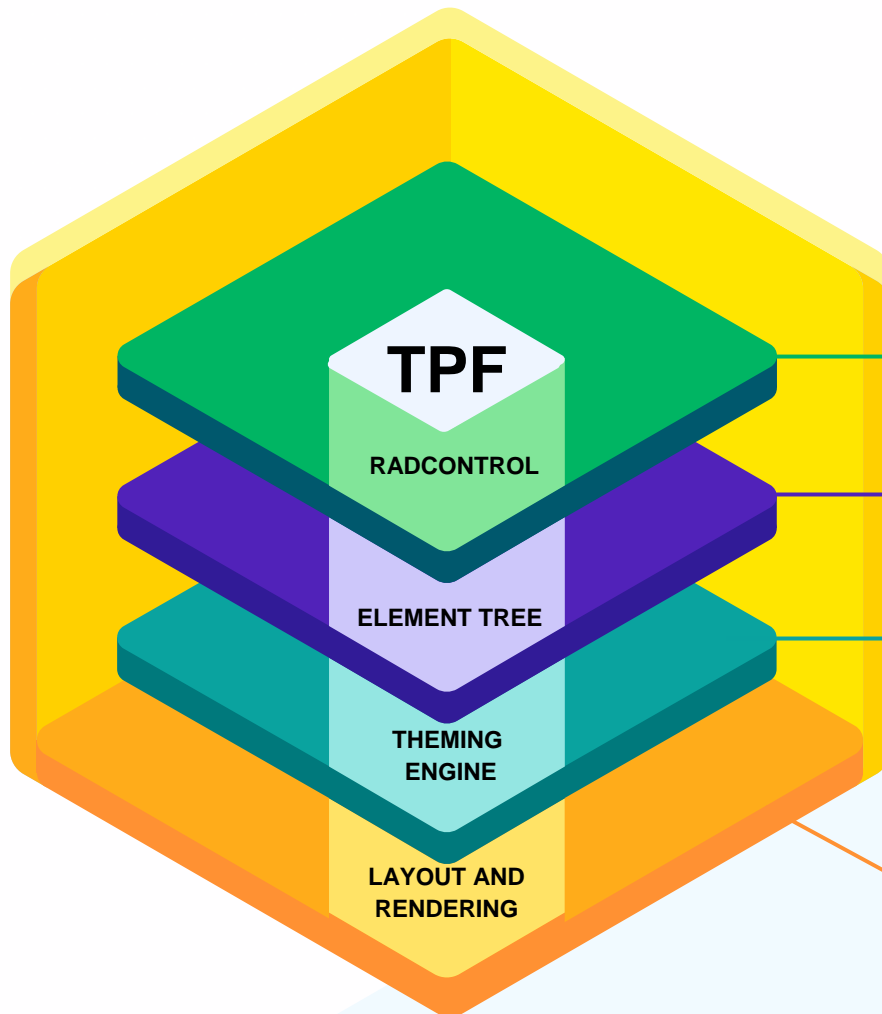 TPF
RADCONTROL
ELEMENT TREE
THEMING
ENGINE
LAYOUT AND
RENDERING